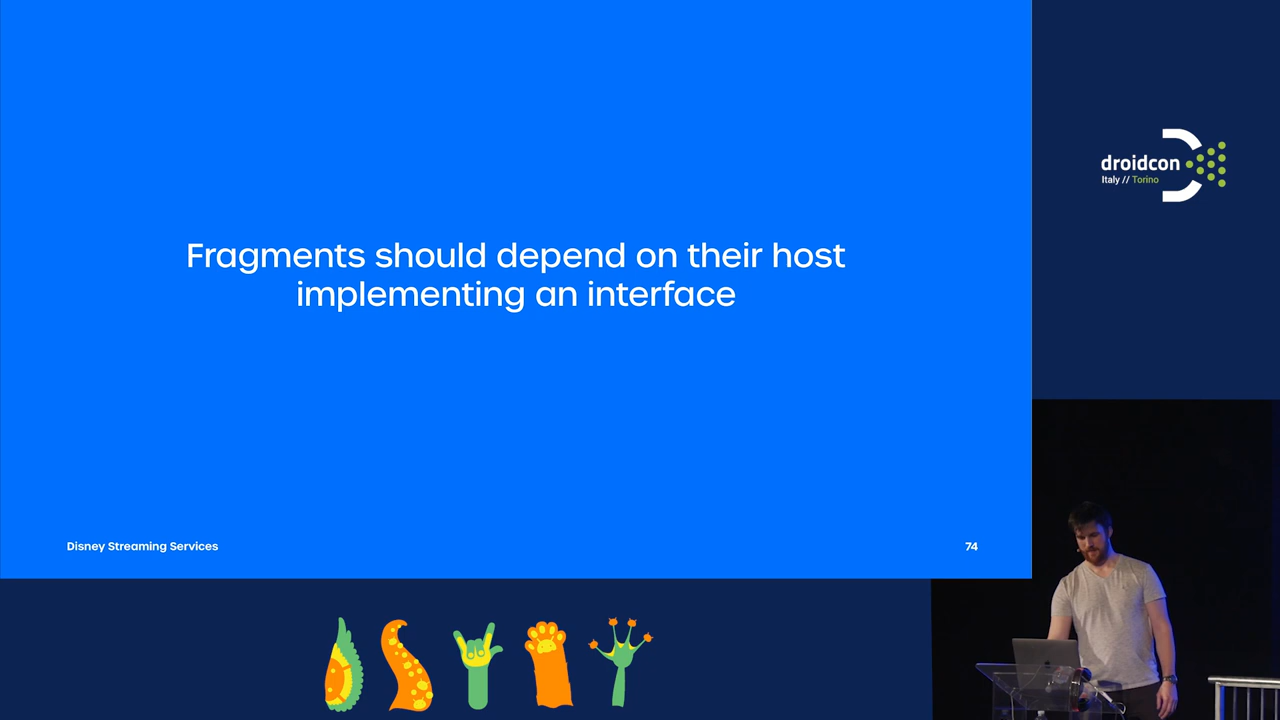 Fragments should depend on their host
implementing an interface
Disney Streaming Services
74
droidcon
Italy // Torino